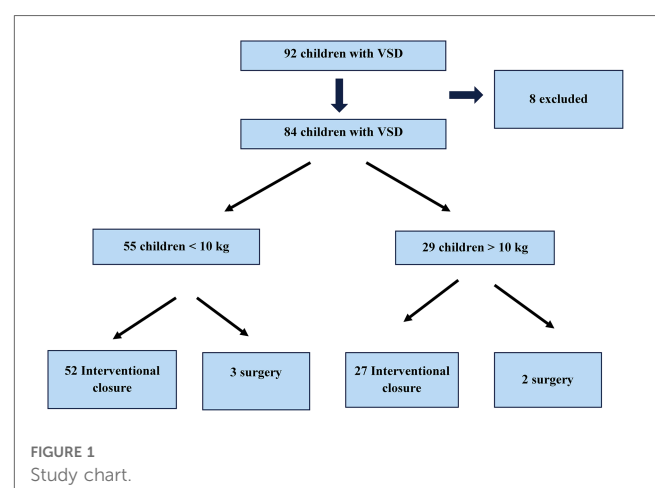 92 children with VSD
8 excluded
84 children with VSD
55 children < 10 kg
29 children > 10 kg
52 Interventional
closure
3 surgery
27 Interventional
closure
2 surgery
FIGURE 1
Study chart.